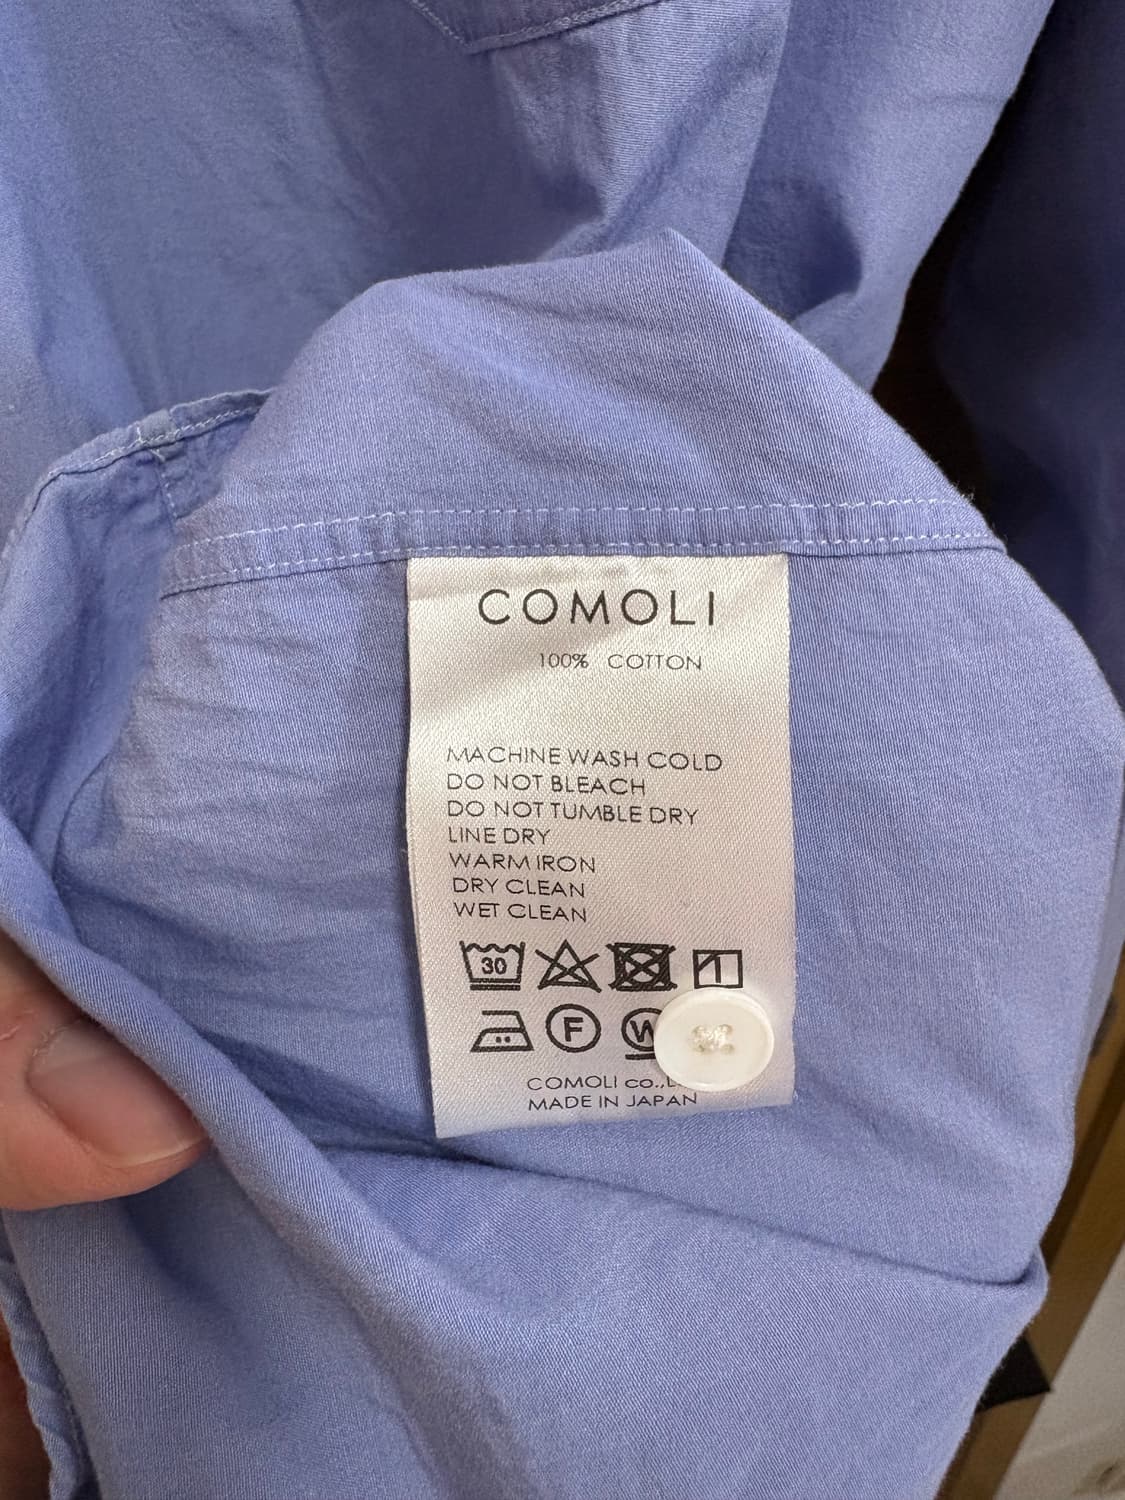 COMOLI
100% COTTON
MACHINE WASH COLD
DO NOT BLEACH
DO NOT TUMBLE DRY
LINE DRY
WARM IRON
DRY CLEAN
WET CLEAN
30
F W
COMOLI co.,
MADE IN JAPAN